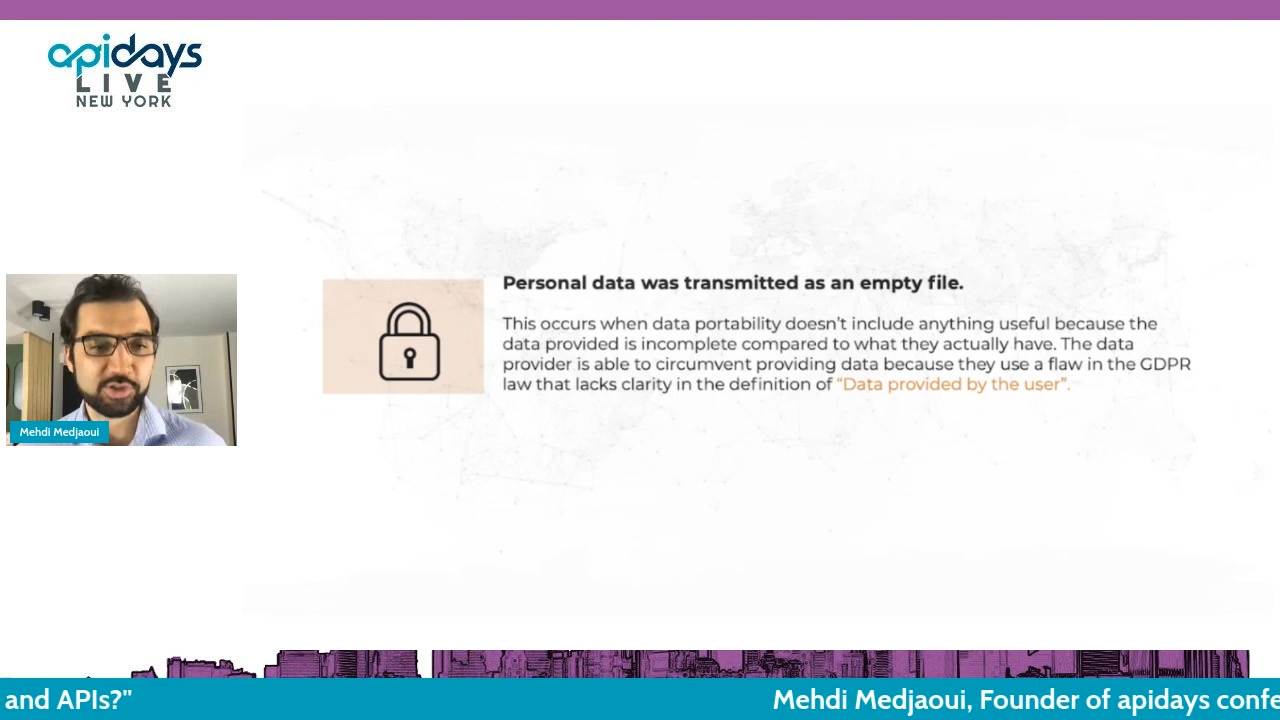 apidays
LIVE
NEW YORK
Personal data was transmitted as an empty file.
This occurs when data portability doesn't include anything useful because the
data provided is incomplete compared to what they actually have. The data
provider is able to circumvent providing data because they use a flaw in the GDPR
law that lacks clarity in the definition of “Data provided by the user”.
Mehdi Medjaoui
and APIs?"
Mehdi Medjaoui, Founder of apidays confe